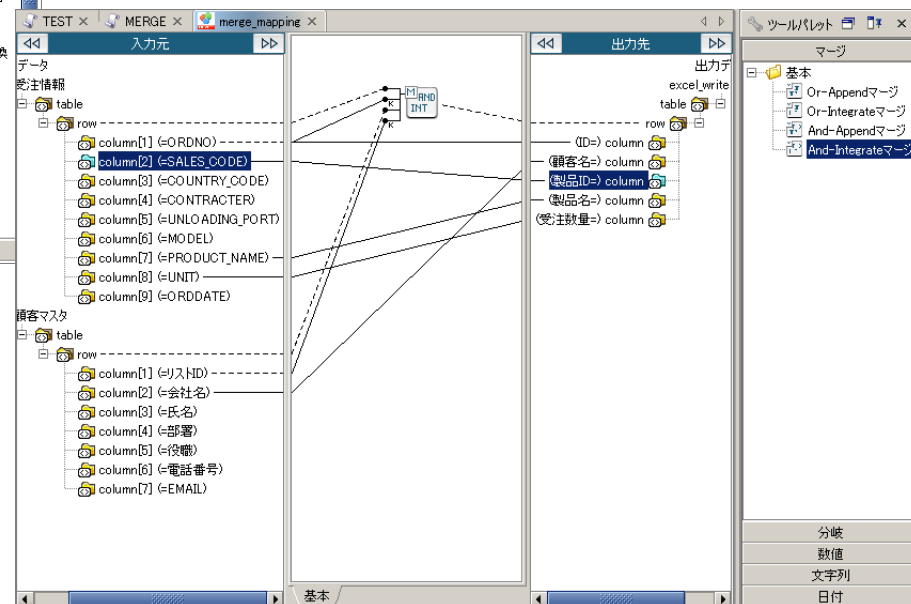 換
TEST
MERGE
merge_mapping
入力元
データ
受注情報
table
row
column[1] (=ORDNO)
column[2] (=SALES_CODE)
column[3] (=COUNTRY_CODE)
column[4] (=CONTRACTER)
column[5] (=UNLOADING_PORT)
column[6] (=MODEL)
column[7] (=PRODUCT_NAME)
column[8] (=UNIT)
column[9] (=ORDDATE)
顧客マスタ
table
row
column[1] (=リストID)
column[2] (=会社名)
column[3] (=氏名)
column[4] (=部署)
column[5] (=役職)
column[6] (=電話番号)
column[7] (=EMAIL)
M AND
INT
K
K
基本
出力先
出力デ
excel_write
table
row
(ID=) column
(顧客名=) column
(製品ID=) column
(製品名=) column
(受注数量=) column
ツールパレット
マージ
基本
Or-Appendマージ
Or-Integrateマージ
And-Appendマージ
And-Integrateマージ
分岐
数値
文字列
日付